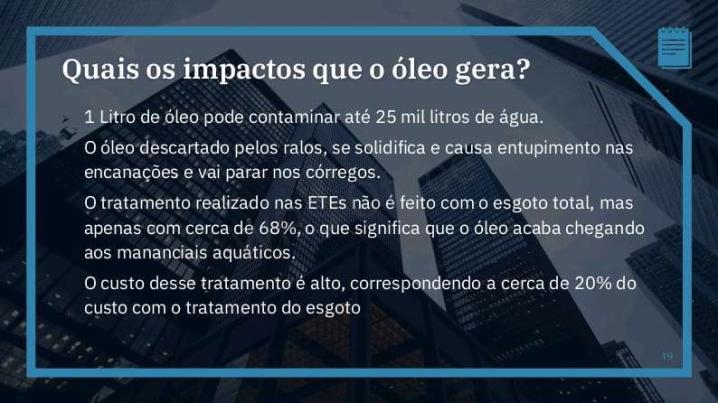 Quais os impactos que o óleo gera?
1 Litro de óleo pode contaminar até 25 mil litros de água.
O óleo descartado pelos ralos, se solidifica e causa entupimento nas
encanações e vai parar nos córregos.
O tratamento realizado nas ETEs não é feito com o esgoto total, mas
apenas com cerca de 68%, o que significa que o óleo acaba chegando
aos mananciais aquáticos.
O custo desse tratamento é alto, correspondendo a cerca de 20% do
custo com o tratamento do esgoto
19